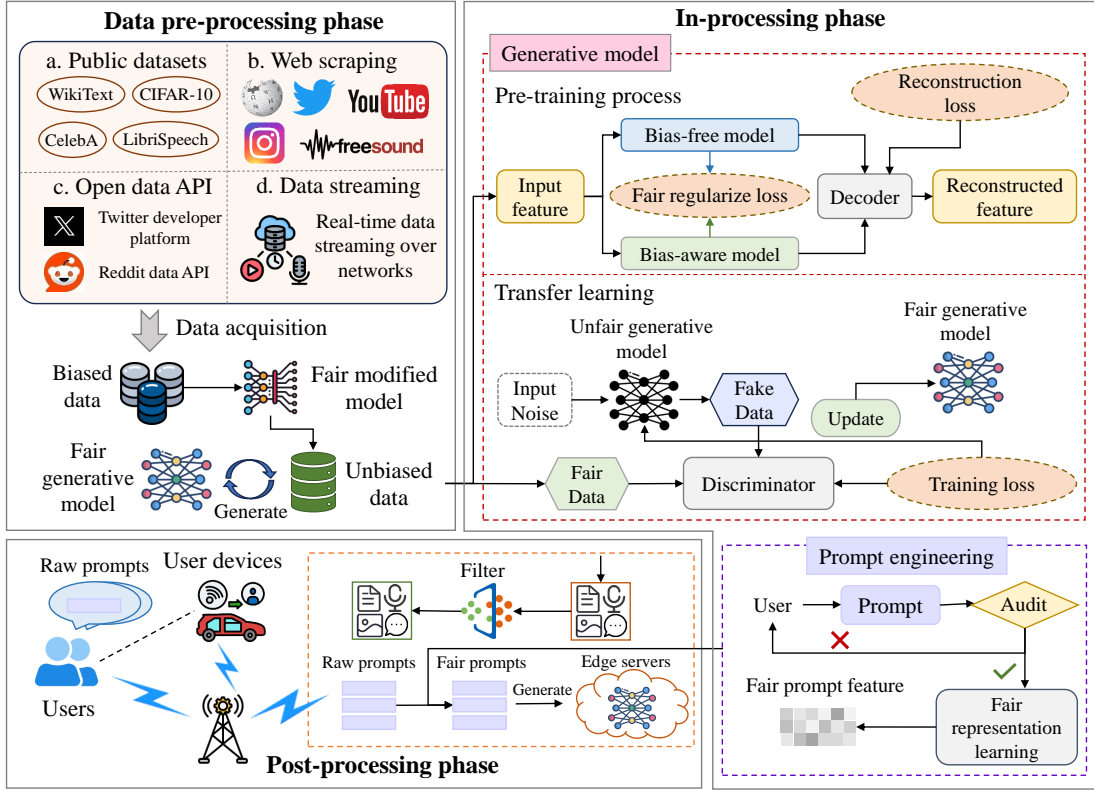 Data pre-processing phase
a. Public datasets
WikiText
CIFAR-10
CelebA
LibriSpeech
b. Web scraping
YouTube
freesound
c. Open data API
Twitter developer
platform
Reddit data API
d. Data streaming
Real-time data
streaming over
networks
Data acquisition
Biased
data
Fair modified
model
Fair
generative
model
Generate
Unbiased data
In-processing phase
Generative model
Pre-training process
Reconstruction
loss
Bias-free model
Input
feature
Fair regularize loss
Decoder
Reconstructed
feature
Bias-aware model
Transfer learning
Unfair generative
model
Fair generative
model
Input
Noise
Fake
Data
Update
Fair
Data
Discriminator
Training loss
Raw prompts
User devices
Users
Filter
Raw prompts
Fair prompts
Edge servers
Generate
Post-processing phase
Prompt engineering
User
Prompt
Audit
Fair prompt feature
Fair
representation
learning